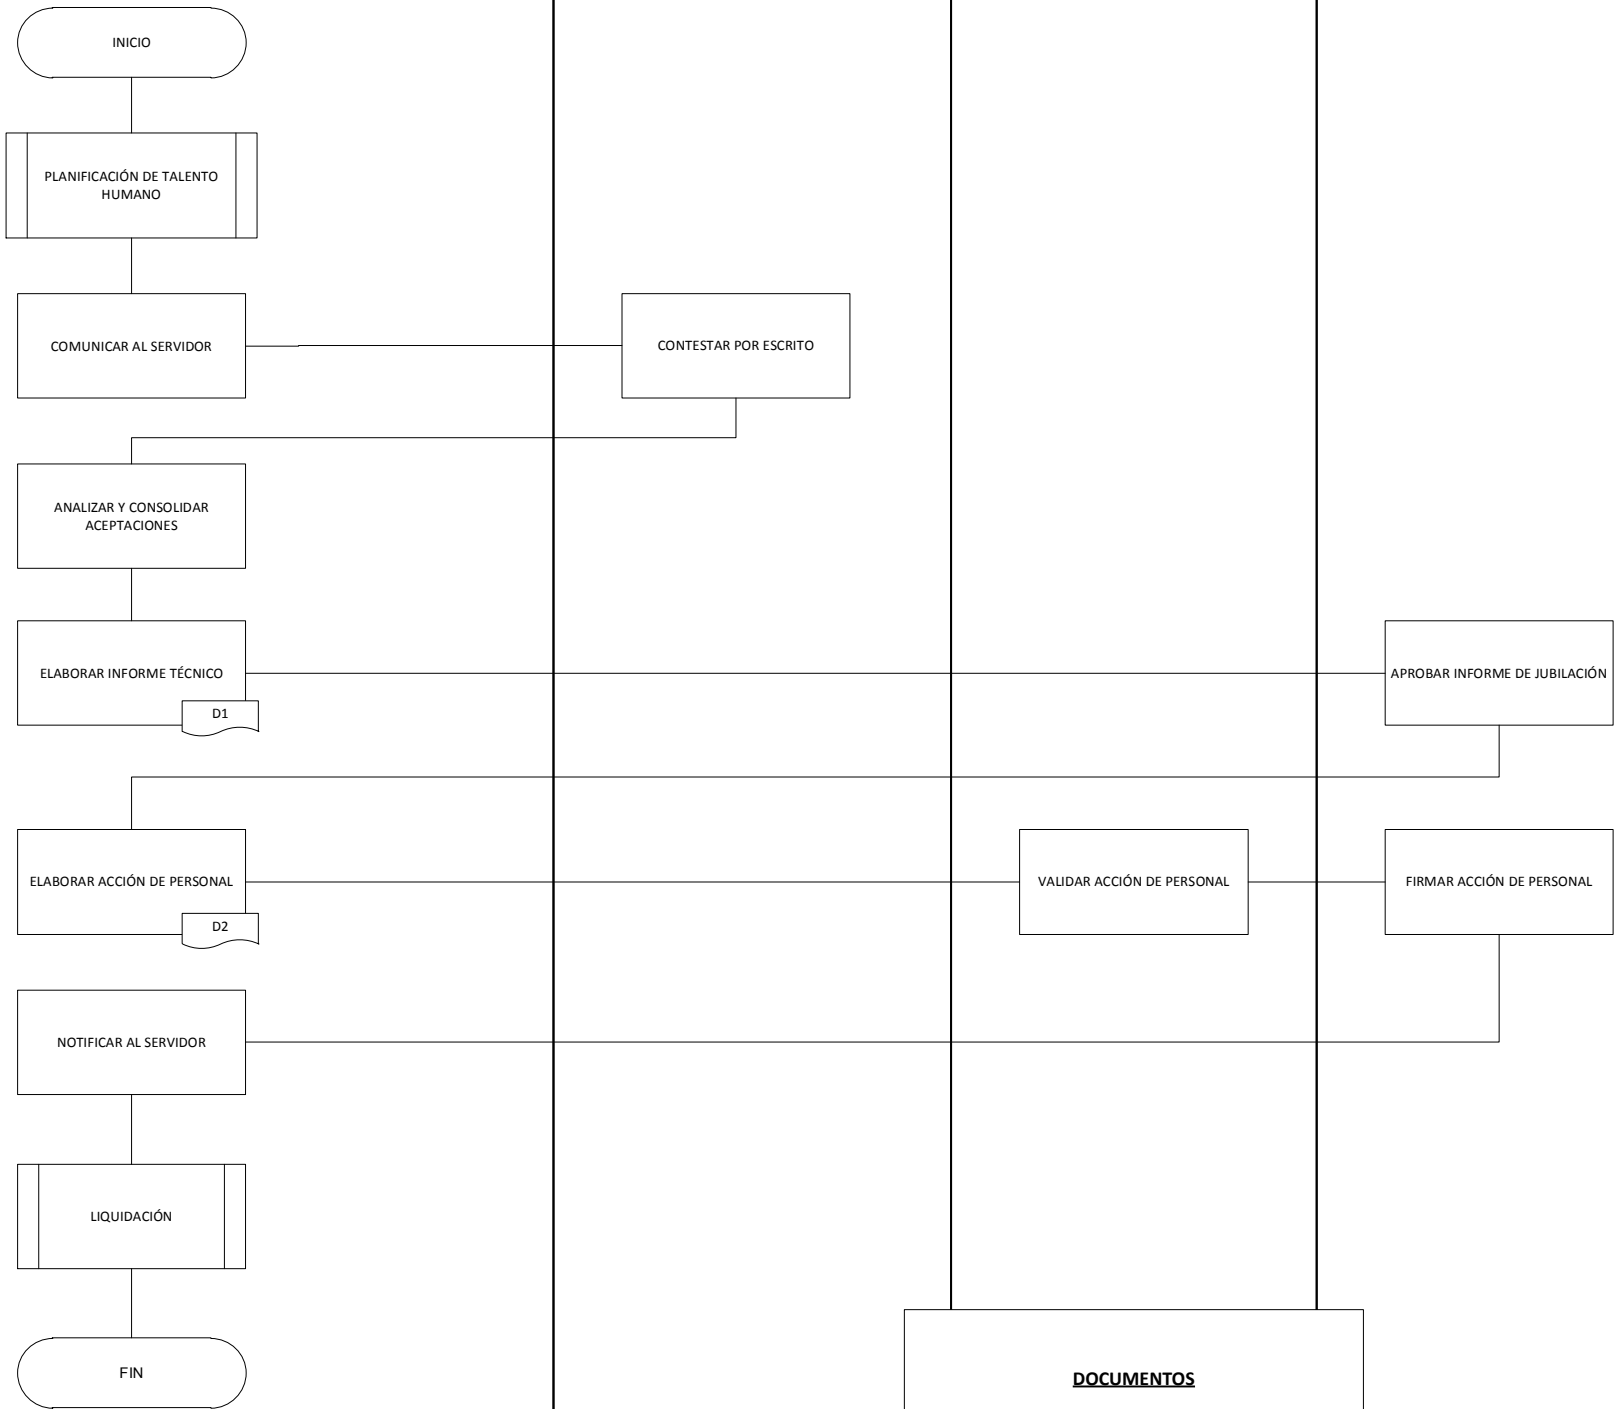 INICIO
PLANIFICACIÓN DE TALENTO
HUMANO
COMUNICAR AL SERVIDOR
CONTESTAR POR ESCRITO
ANALIZAR Y CONSOLIDAR
ACEPTACIONES
ELABORAR INFORME TÉCNICO
D1
APROBAR INFORME DE JUBILACIÓN
ELABORAR ACCIÓN DE PERSONAL
D2
VALIDAR ACCIÓN DE PERSONAL
FIRMAR ACCIÓN DE PERSONAL
NOTIFICAR AL SERVIDOR
LIQUIDACIÓN
FIN
DOCUMENTOS